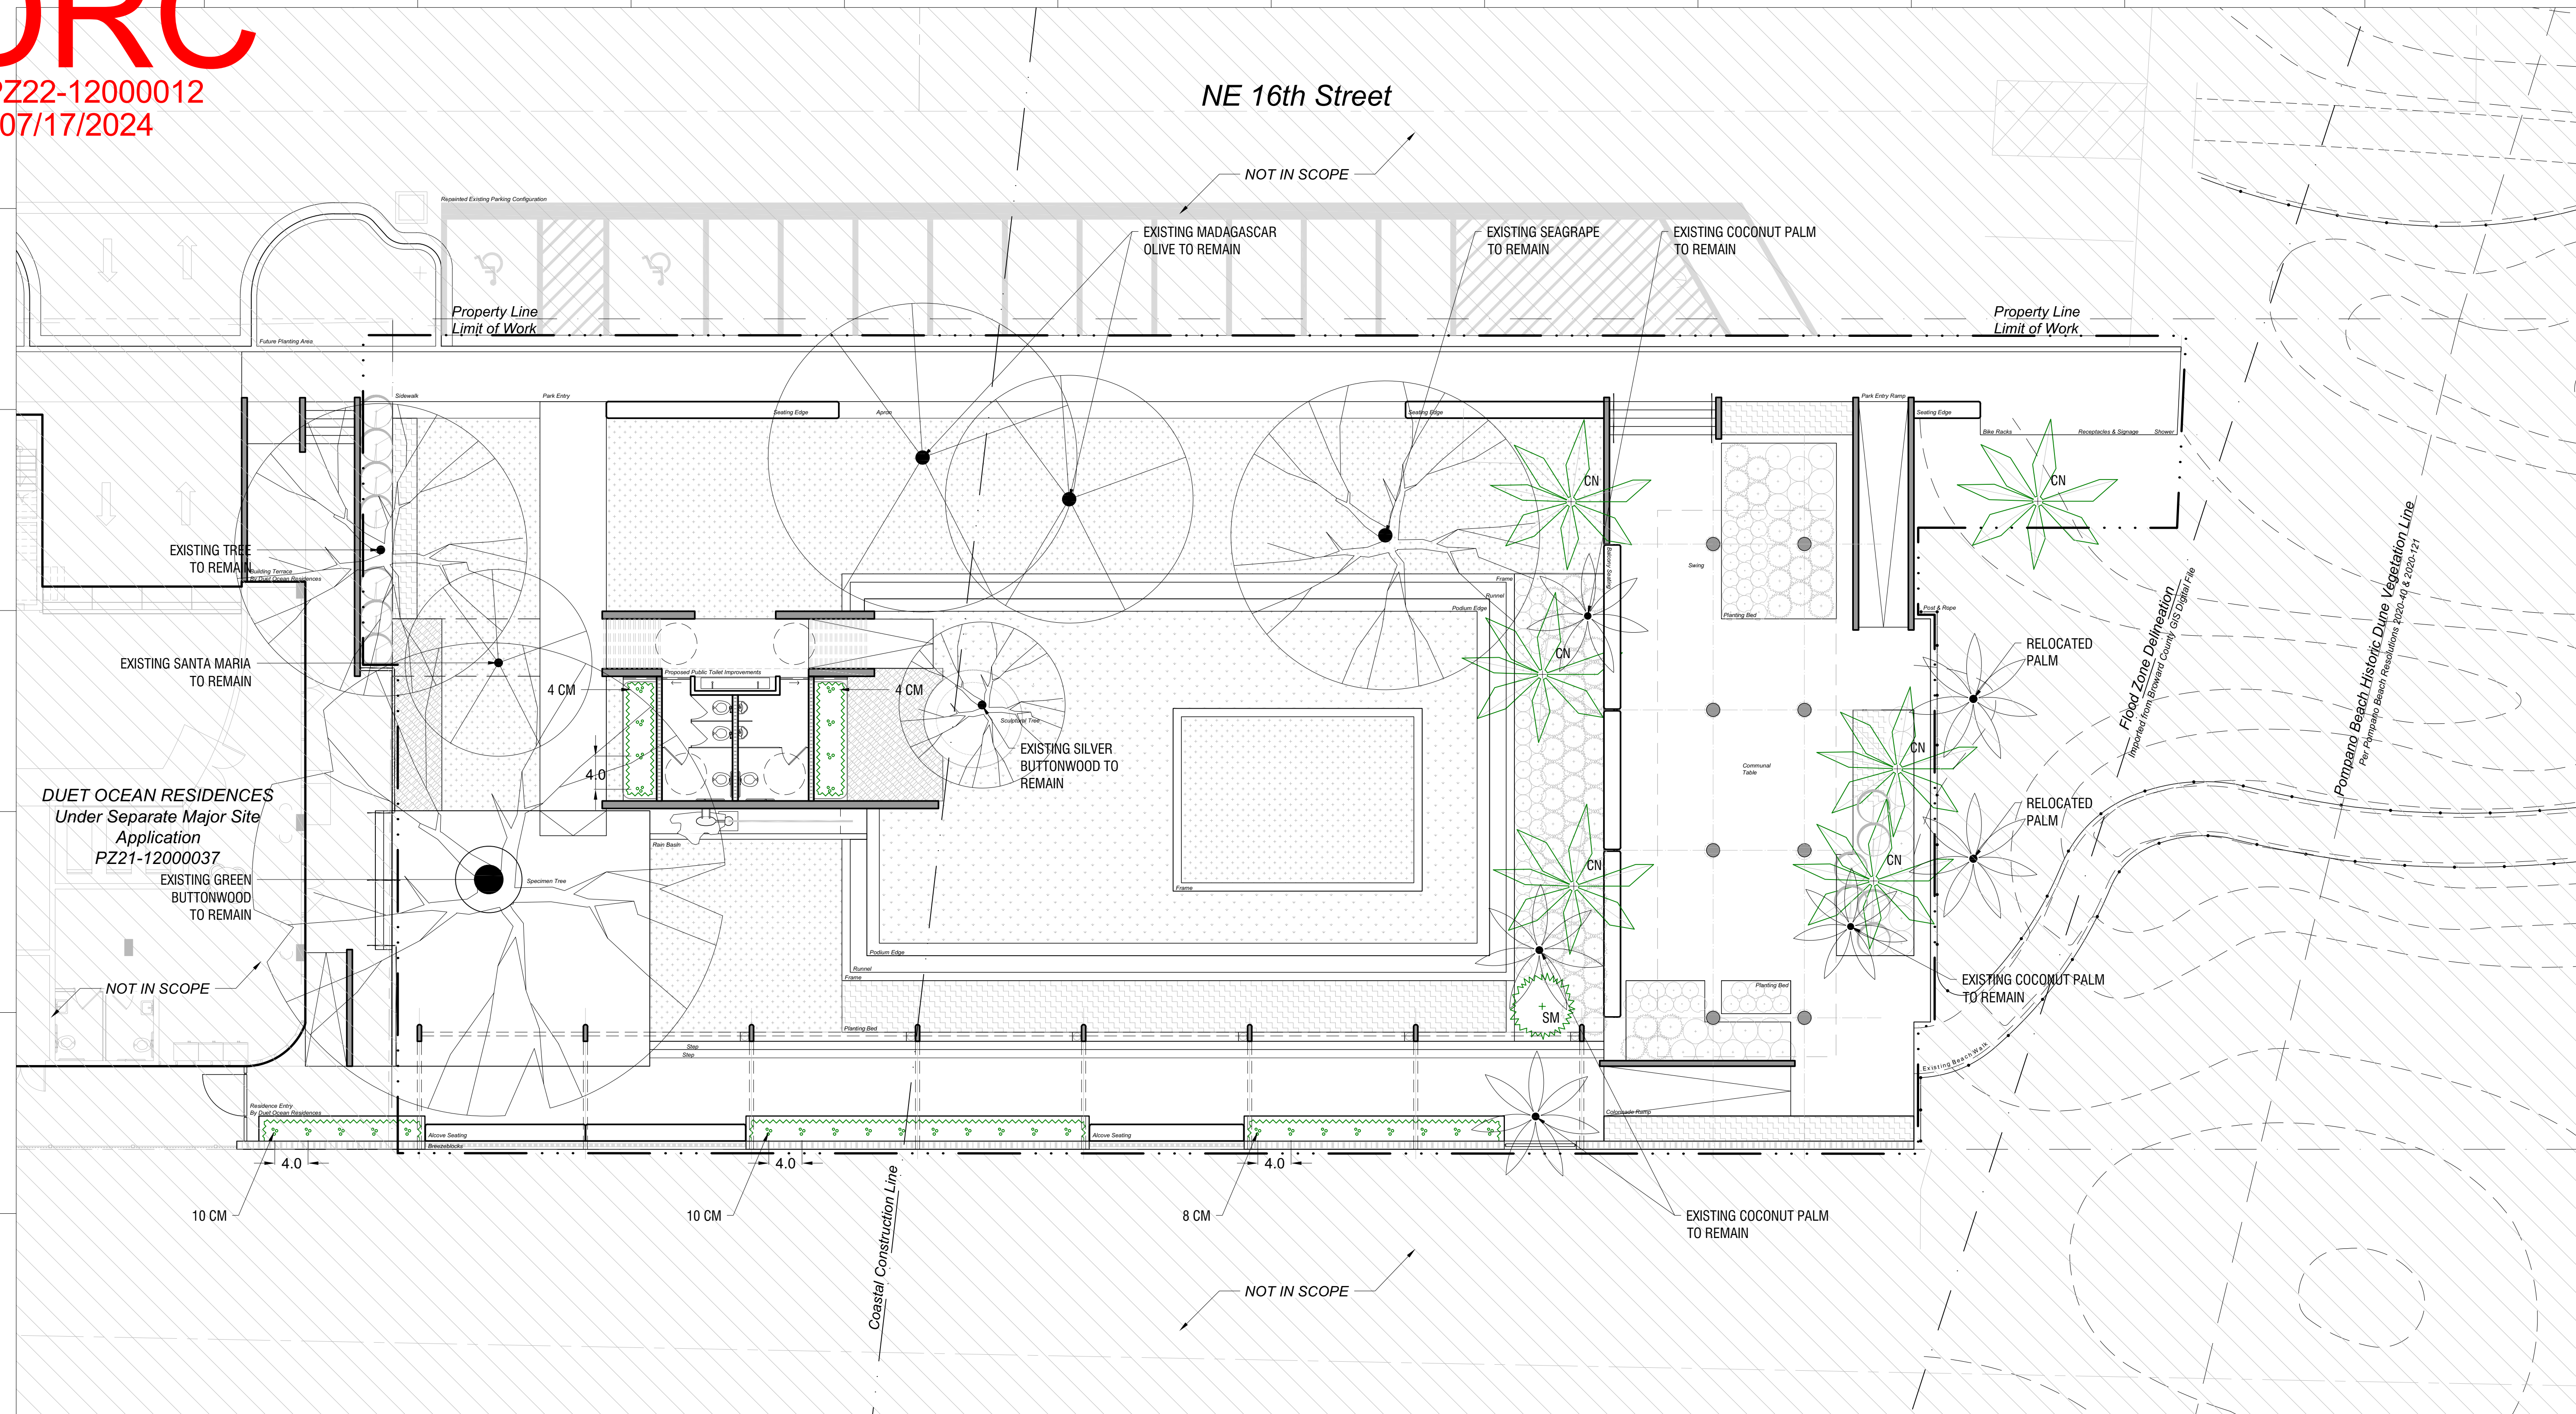 DRC
PZ22-12000012
07/17/2024
NE 16th Street
NOT IN SCOPE
Repainted Existing Parking Configuration
EXISTING MADAGASCAR
OLIVE TO REMAIN
EXISTING SEAGRAPE
TO REMAIN
EXISTING COCONUT PALM
TO REMAIN
Property Line
Limit of Work
Property Line
Limit of Work
Future Planting Area
Sidewalk
Park Entry
Seating Edge
Apron
Seating Edge
Park Entry Ramp
Seating Edge
Bike Racks
Receptacles & Signage
Shower
CN
CN
EXISTING TREE
TO REMAIN
Building Terrace
By Duet Ocean Residences
Balcony Seating
Swing
Frame
Runnel
Podium Edge
Planting Bed
Post & Rope
Flood Zone Delineation
Imported from Broward County GIS Digital File
Pompano Beach Historic Dune Vegetation Line
Per Pompano Beach Resolutions 2020-40 & 2020-121
EXISTING SANTA MARIA
TO REMAIN
Proposed Public Toilet Improvements
4 CM
4 CM
CN
RELOCATED
PALM
Sculptural Tree
EXISTING SILVER
BUTTONWOOD TO
REMAIN
4.0
Communal
Table
CN
DUET OCEAN RESIDENCES
Under Separate Major Site
Application
PZ21-12000037
RELOCATED
PALM
Rain Basin
EXISTING GREEN
BUTTONWOOD
TO REMAIN
Specimen Tree
Frame
CN
CN
Podium Edge
Runnel
Frame
NOT IN SCOPE
EXISTING COCONUT PALM
TO REMAIN
Planting Bed
SM
Planting Bed
Step
Step
Existing Beach Walk
Residence Entry
By Duet Ocean Residences
Alcove Seating
Breezeblocks
Alcove Seating
Colonnade Ramp
4.0
4.0
4.0
10 CM
10 CM
8 CM
Coastal Construction Line
EXISTING COCONUT PALM
TO REMAIN
NOT IN SCOPE